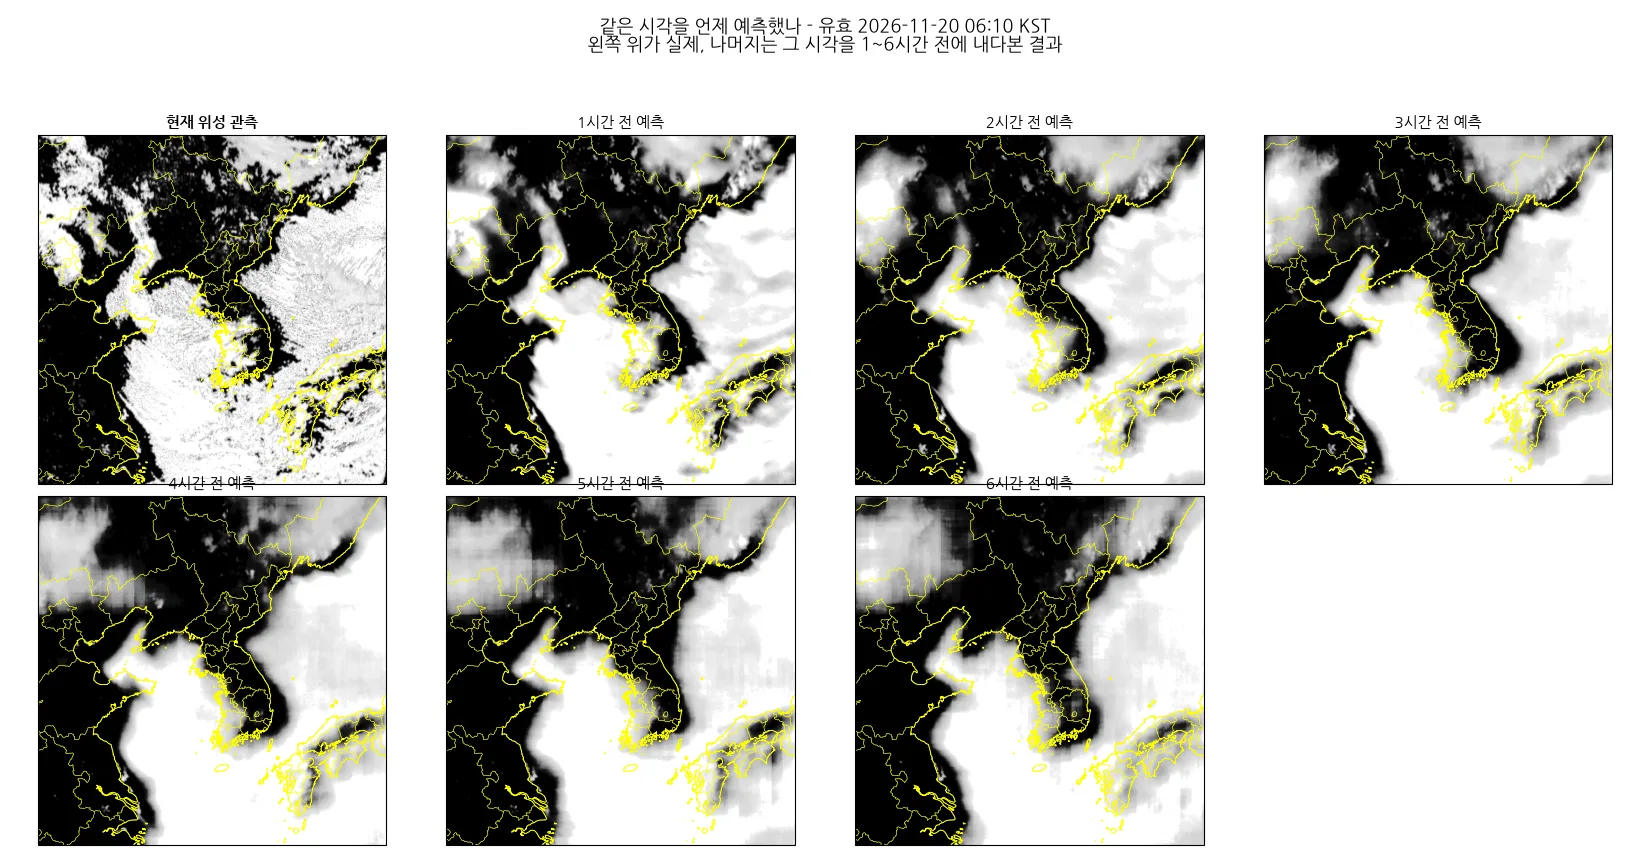 같은 시각을 언제 예측했나 - 유효 2026-11-20 06:10 KST
왼쪽 위가 실제, 나머지는 그 시각을 1~6시간 전에 내다본 결과
현재 위성 관측
1시간 전 예측
2시간 전 예측
3시간 전 예측
4시간 전 예측
5시간 전 예측
6시간 전 예측